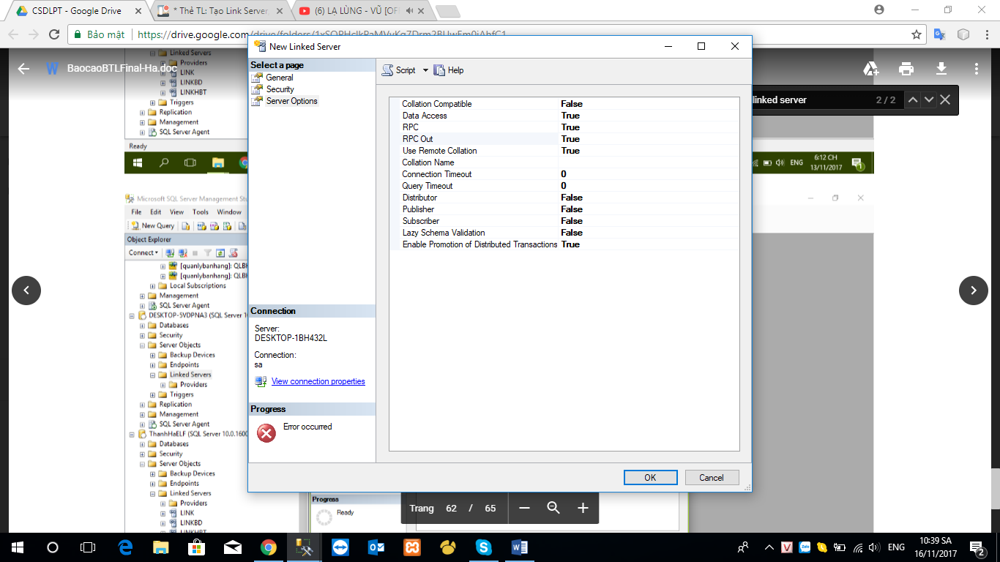 CSDLPT - Google Drive
* Thẻ TL: Tạo Link Server
(6) LẠ LÙNG - VŨ [OF
Bảo mật
BaocaoBTLFinal-Ha.doc
linked server 2 / 2
Linked Servers
Providers
LINK
LINKBD
LINKHBT
Triggers
Replication
Management
SQL Server Agent
Ready
ENG
6:12 CH
13/11/2017
1
Microsoft SQL Server Management Stu
File Edit View Tools Window
New Query
Object Explorer
Connect
[quanlybanhang]: QLBH
[quanlybanhang]: QLBH
Local Subscriptions
Management
SQL Server Agent
DESKTOP-5VDPNA3 (SQL Server 10
Databases
Security
Server Objects
Backup Devices
Endpoints
Linked Servers
Providers
Triggers
Replication
Management
SQL Server Agent
ThanhHaELF (SQL Server 10.0.1600
Databases
Security
Server Objects
Backup Devices
Endpoints
Linked Servers
Providers
LINK
LINKBD
LINKHBT
New Linked Server
Select a page
General
Security
Server Options
Script Help
Collation Compatible False
Data Access True
RPC True
RPC Out True
Use Remote Collation True
Collation Name
Connection Timeout 0
Query Timeout 0
Distributor False
Publisher False
Subscriber False
Lazy Schema Validation False
Enable Promotion of Distributed Transactions True
Connection
Server:
DESKTOP-1BH432L
Connection:
sa
View connection properties
Progress
Error occurred
OK Cancel
Progress
Ready
Trang 62 / 65
Zalo
ENG
10:39 SA
16/11/2017
2